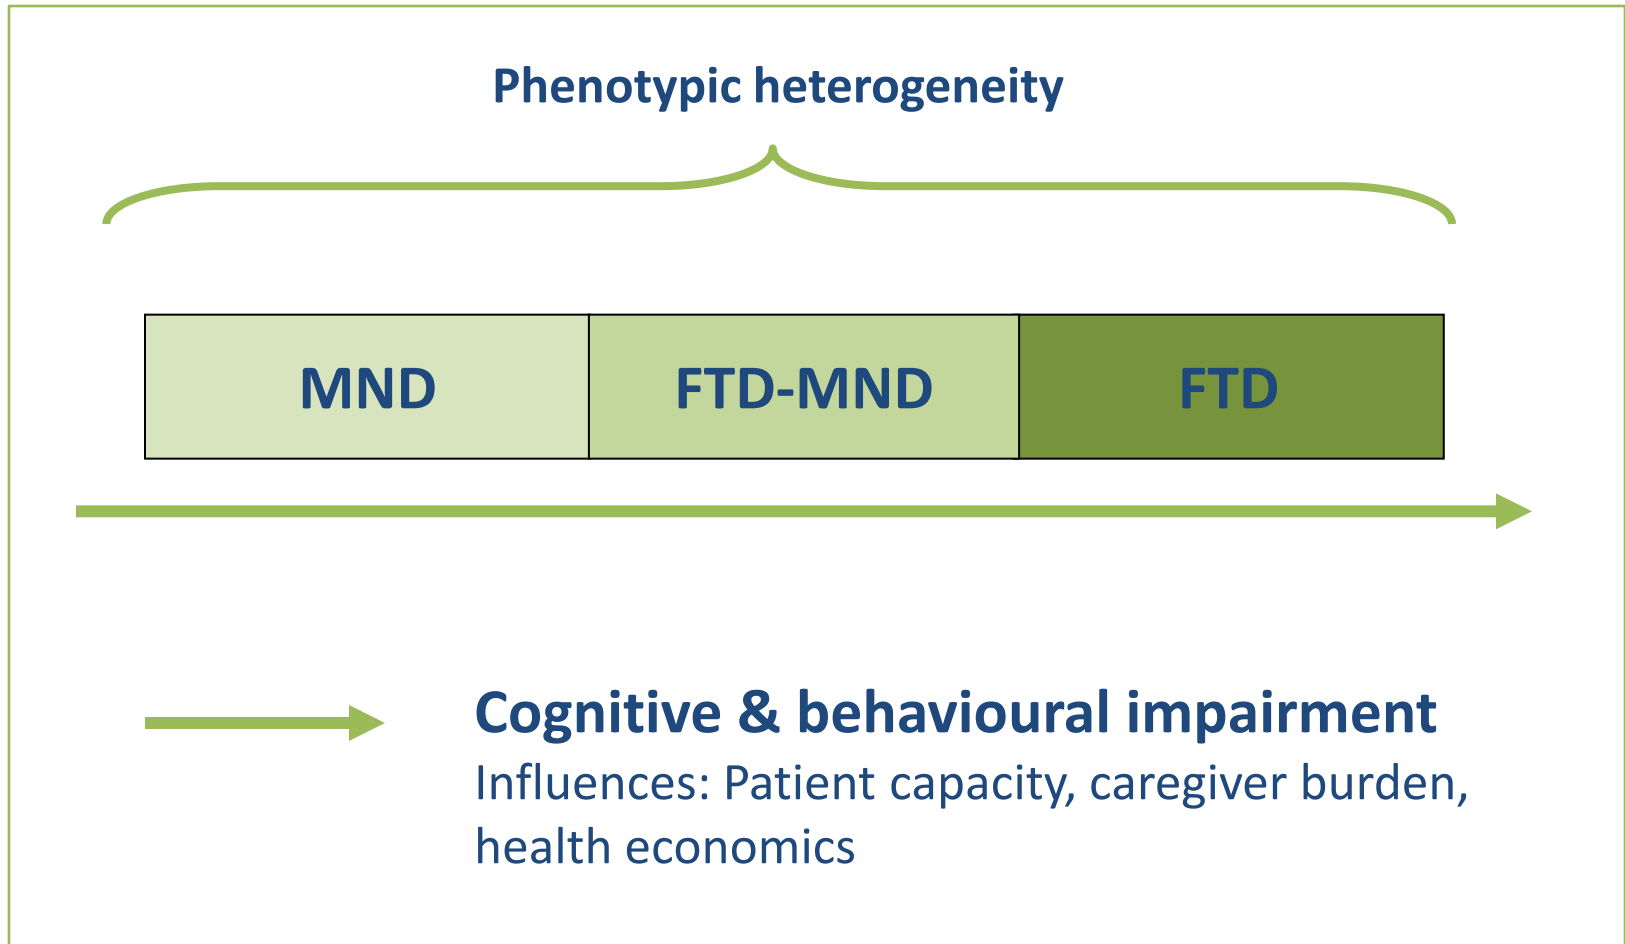 Phenotypic heterogeneity
MND
FTD-MND
FTD
Cognitive & behavioural impairment
Influences: Patient capacity, caregiver burden,
health economics